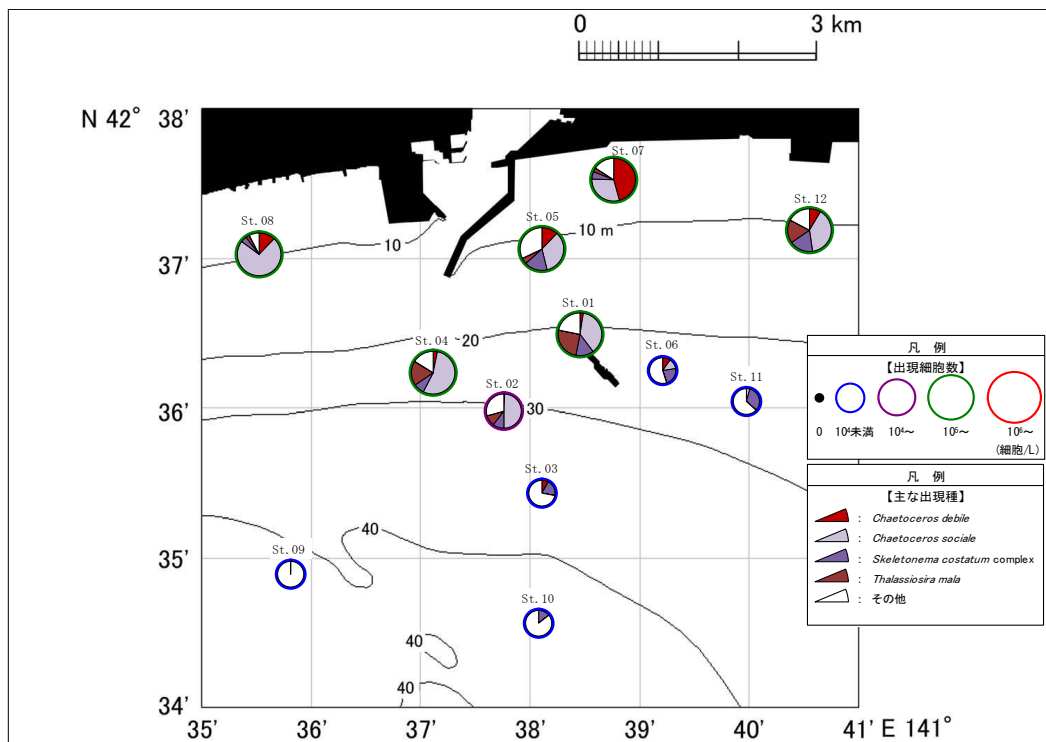 0 3 km
N 42° 38'
37'
36'
35'
34'
35' 36' 37' 38' 39' 40' 41' E 141°
St.07
St.12
St.08
St.05
10
10 m
St.01
St.04
20
St.06
St.11
St.02
30
St.03
40
St.09
St.10
40
40
凡 例
【出現細胞数】
0 10⁴未満 10⁴～ 10⁵～ 10⁶～
(細胞/L)
凡 例
【主な出現種】
: Chaetoceros debile
: Chaetoceros sociale
: Skeletonema costatum complex
: Thalassiosira mala
: その他